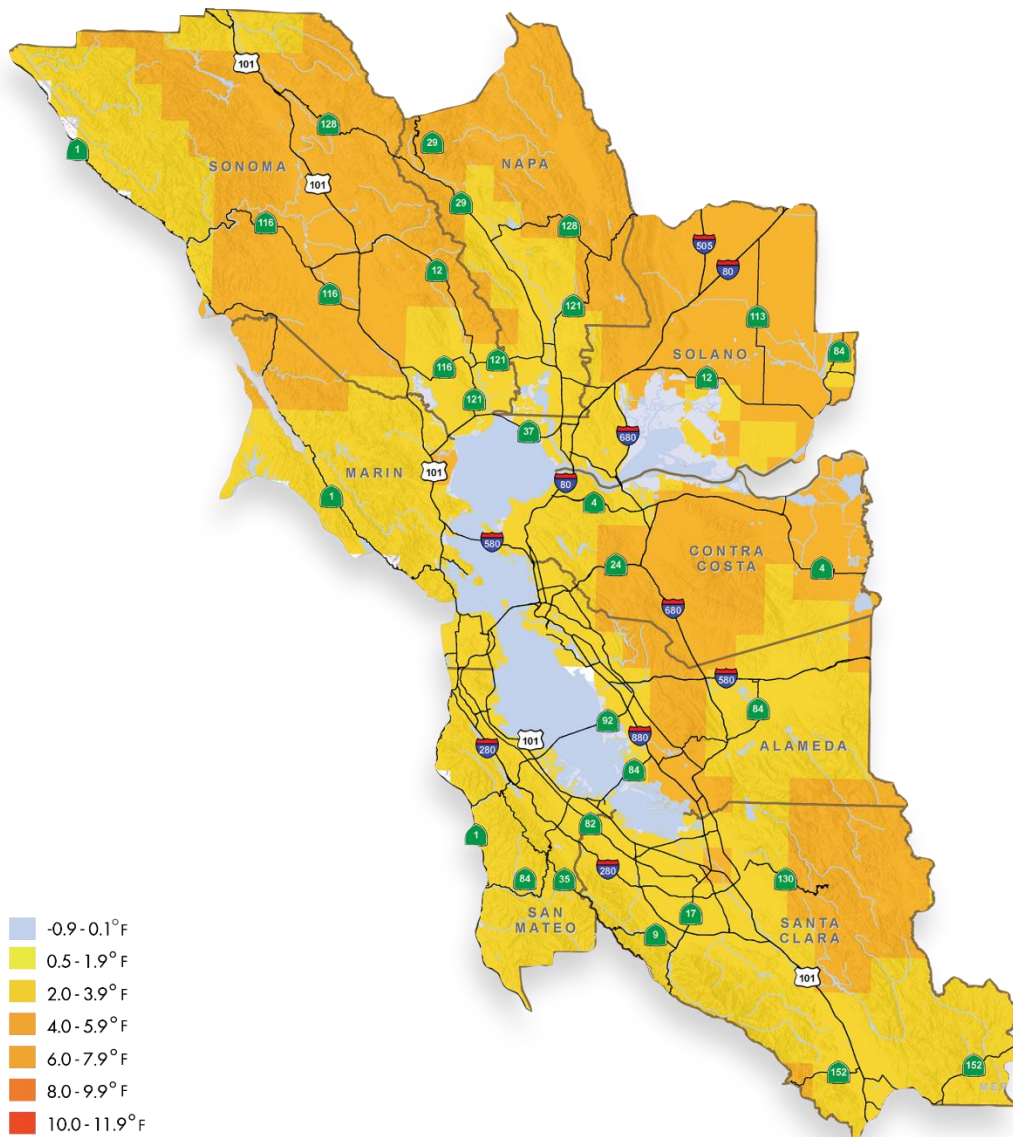 101
128
29
1
SONOMA
NAPA
101
29
116
128
505
80
12
116
121
113
SOLANO
84
116
121
12
121
37
680
MARIN
101
80
1
4
580
CONTRA
COSTA
24
4
680
580
84
92
101
880
280
ALAMEDA
84
82
1
280
84
35
130
SAN
MATEO
17
SANTA
CLARA
9
101
152
152
MER
-0.9 - 0.1°F
0.5 - 1.9°F
2.0 - 3.9°F
4.0 - 5.9°F
6.0 - 7.9°F
8.0 - 9.9°F
10.0 - 11.9°F